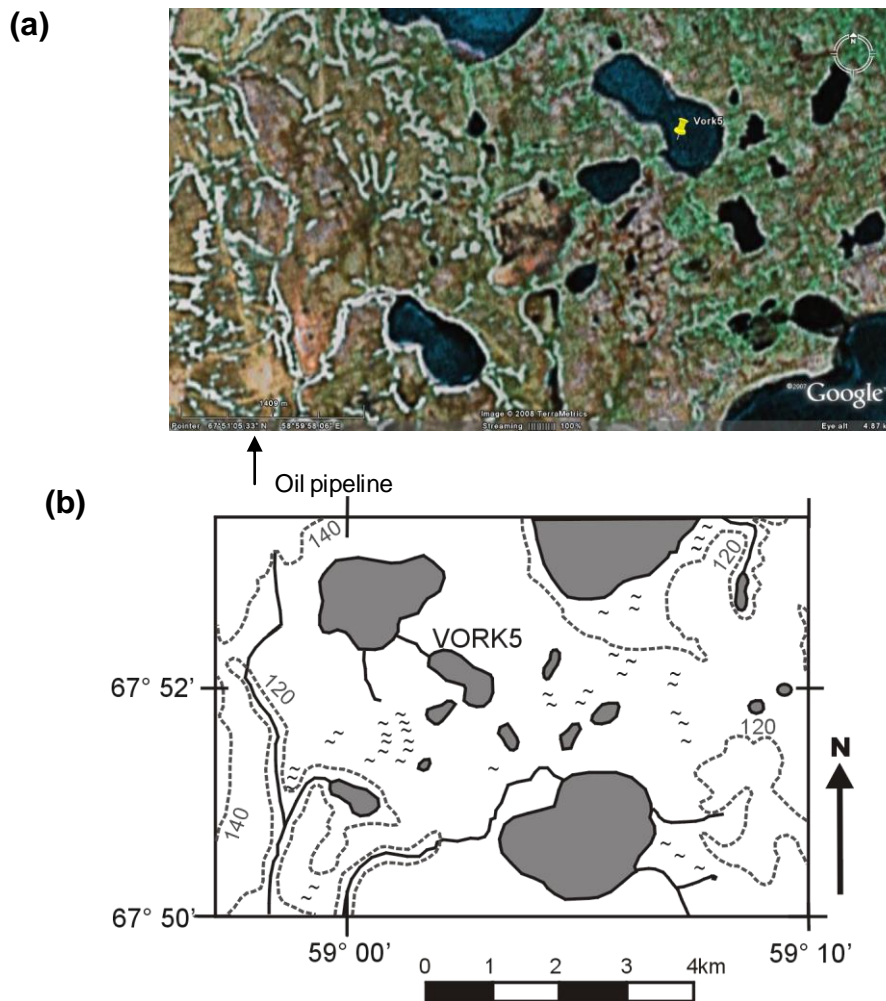 (a)
N
Vork5
1409 m
©2007 Google
Image © 2008 TerraMetrics
Pointer 67°51'05.33" N 58°59'58.06" E
Streaming |||||||||| 100%
Eye alt 4.87 k
Oil pipeline
(b)
140
120
VORK5
67° 52'
120
120
N
140
67° 50'
59° 00'
59° 10'
0 1 2 3 4km